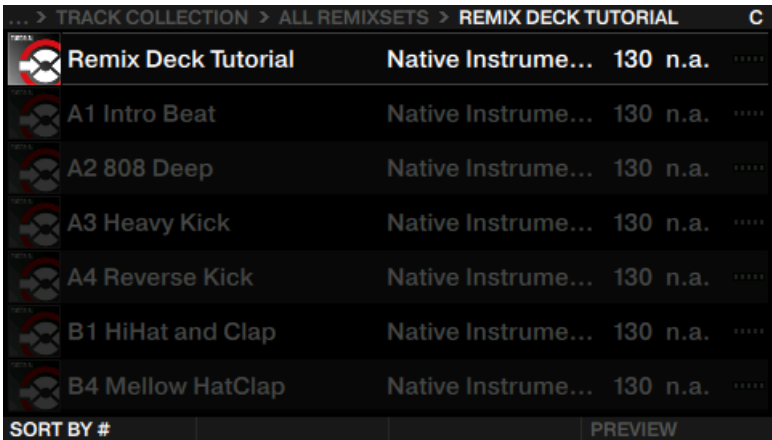 ... > TRACK COLLECTION > ALL REMIXSETS > REMIX DECK TUTORIAL C
Remix Deck Tutorial Native Instrume... 130 n.a.
A1 Intro Beat Native Instrume... 130 n.a.
A2 808 Deep Native Instrume... 130 n.a.
A3 Heavy Kick Native Instrume... 130 n.a.
A4 Reverse Kick Native Instrume... 130 n.a.
B1 HiHat and Clap Native Instrume... 130 n.a.
B4 Mellow HatClap Native Instrume... 130 n.a.
SORT BY # PREVIEW